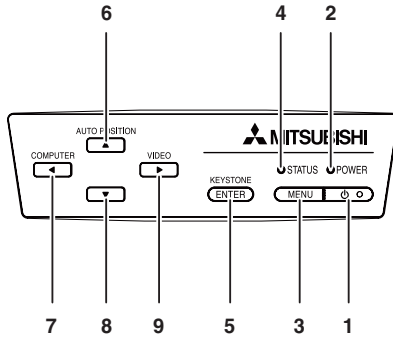 6 4 2
AUTO POSITION
MITSUBISHI
COMPUTER VIDEO
STATUS POWER
KEYSTONE
ENTER MENU
7 8 9 5 3 1